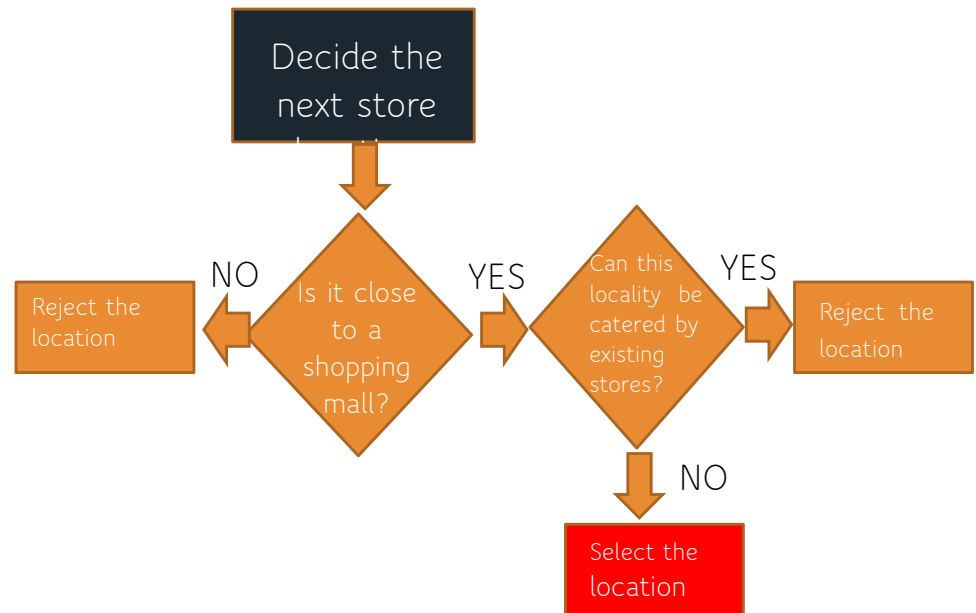 Decide the
next store
NO
Reject the
location
Is it close
to a
shopping
mall?
YES
Can this
locality be
catered by
existing
stores?
YES
Reject the
location
NO
Select the
location